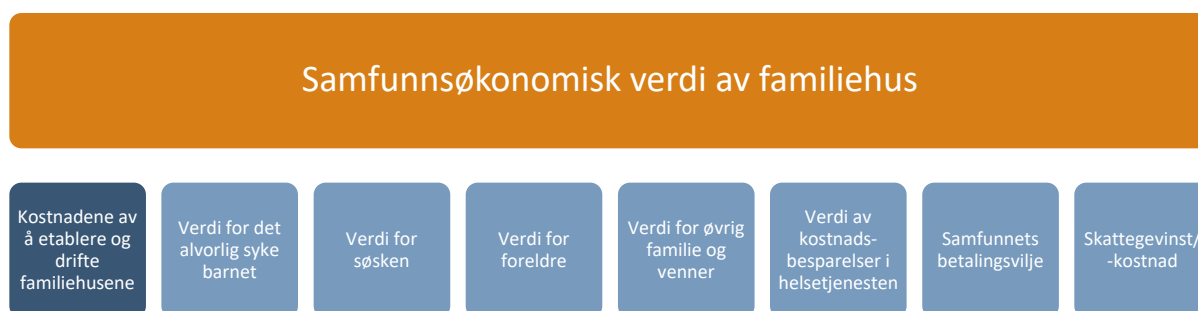 Samfunnsøkonomisk verdi av familiehus
Kostnadene av
å etablere og
drifte
familiehusene
Verdi for det
alvorlig syke
barnet
Verdi for
søsken
Verdi for
foreldre
Verdi for øvrig
familie og
venner
Verdi av
kostnads-
besparelser i
helsetjenesten
Samfunnets
betalingsvilje
Skattegevinst/
-kostnad